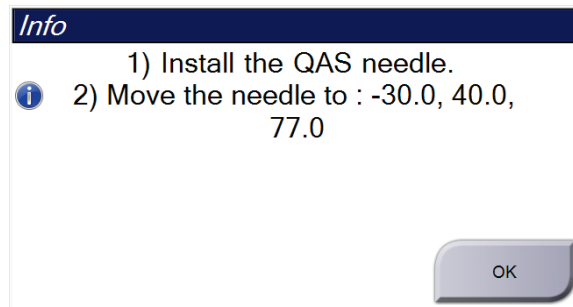 Info
1) Install the QAS needle.
2) Move the needle to : -30.0, 40.0,
77.0
OK